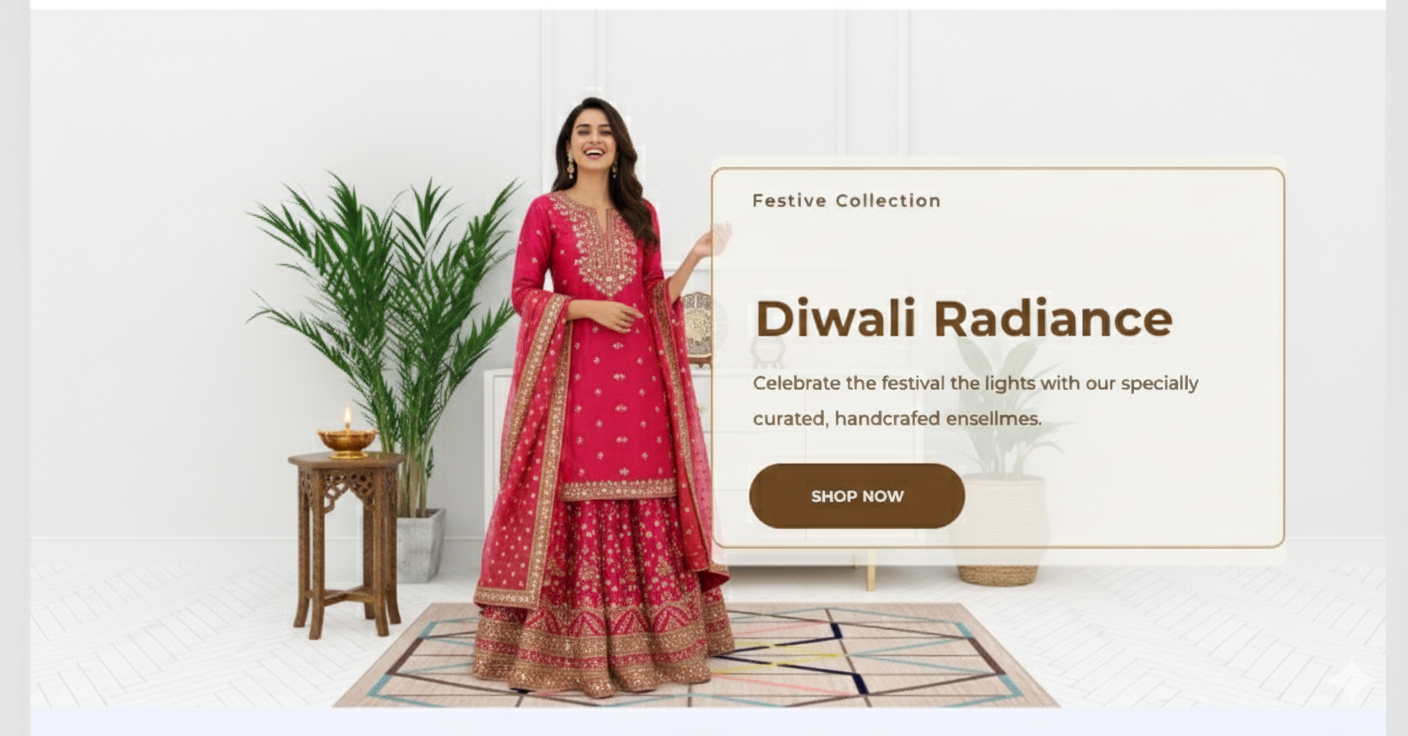 Festive Collection
Diwali Radiance
Celebrate the festival the lights with our specially
curated, handcrafed ensellmes.
SHOP NOW